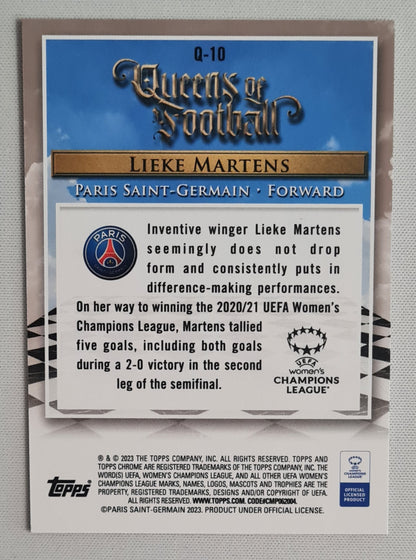 Q-10
Queens of
Football
LIEKE MARTENS
PARIS SAINT-GERMAIN · FORWARD
PARIS
Inventive winger Lieke Martens
seemingly does not drop
form and consistently puts in
difference-making performances.
On her way to winning the 2020/21 UEFA Women's
Champions League, Martens tallied
five goals, including both goals
during a 2-0 victory in the second
leg of the semifinal.
UEFA
women's
CHAMPIONS
LEAGUE
® & © 2023 THE TOPPS COMPANY, INC. ALL RIGHTS RESERVED. TOPPS AND
TOPPS CHROME ARE REGISTERED TRADEMARKS OF THE TOPPS COMPANY, INC. THE
WORD(S) UEFA, WOMEN'S CHAMPIONS LEAGUE, AND ALL OTHER UEFA WOMEN'S
CHAMPIONS LEAGUE MARKS, NAMES, LOGOS, MASCOTS AND TROPHIES ARE THE
PROPERTY, REGISTERED TRADEMARKS, DESIGNS AND/OR COPYRIGHT OF UEFA.
ALL RIGHTS RESERVED. WWW.TOPPS.COM. CODE#CMP062004.
©PARIS SAINT-GERMAIN 2023. PRODUCT UNDER OFFICIAL LICENSE.
Topps
CHAMPIONS
LEAGUE
OFFICIAL
LICENSED
PRODUCT